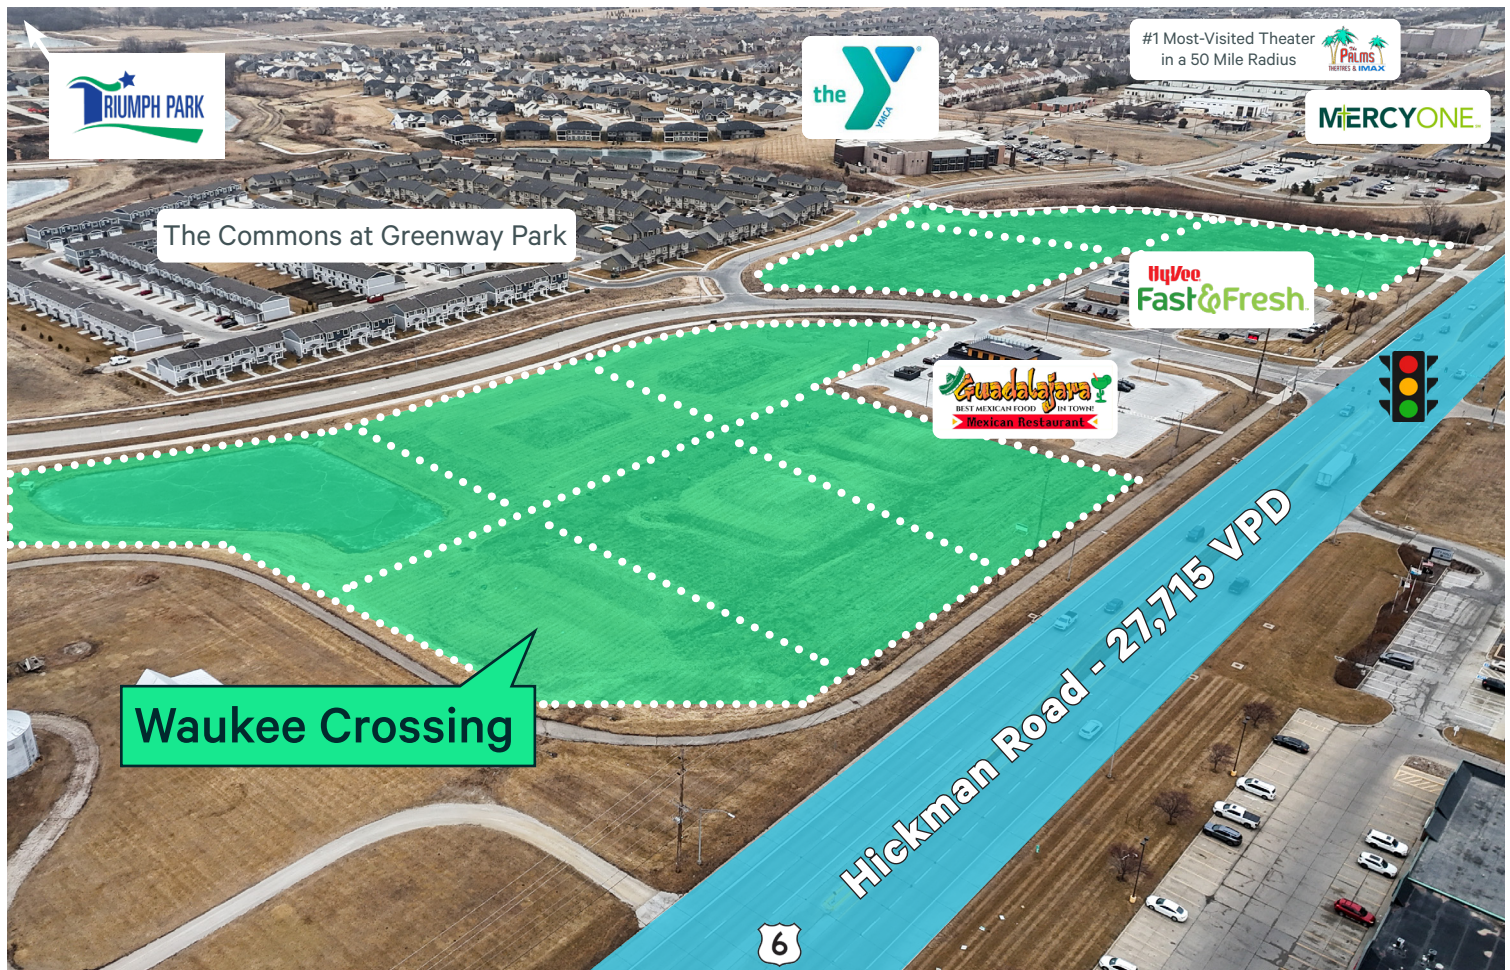 TRIUMPH PARK
the
YMCA
#1 Most-Visited Theater
in a 50 Mile Radius
The
PALMS
THEATRES & IMAX
MERCYONE
The Commons at Greenway Park
HyVee
Fast&Fresh
Guadalajara
BEST MEXICAN FOOD IN TOWN!
Mexican Restaurant
Waukee Crossing
Hickman Road - 27,715 VPD
6